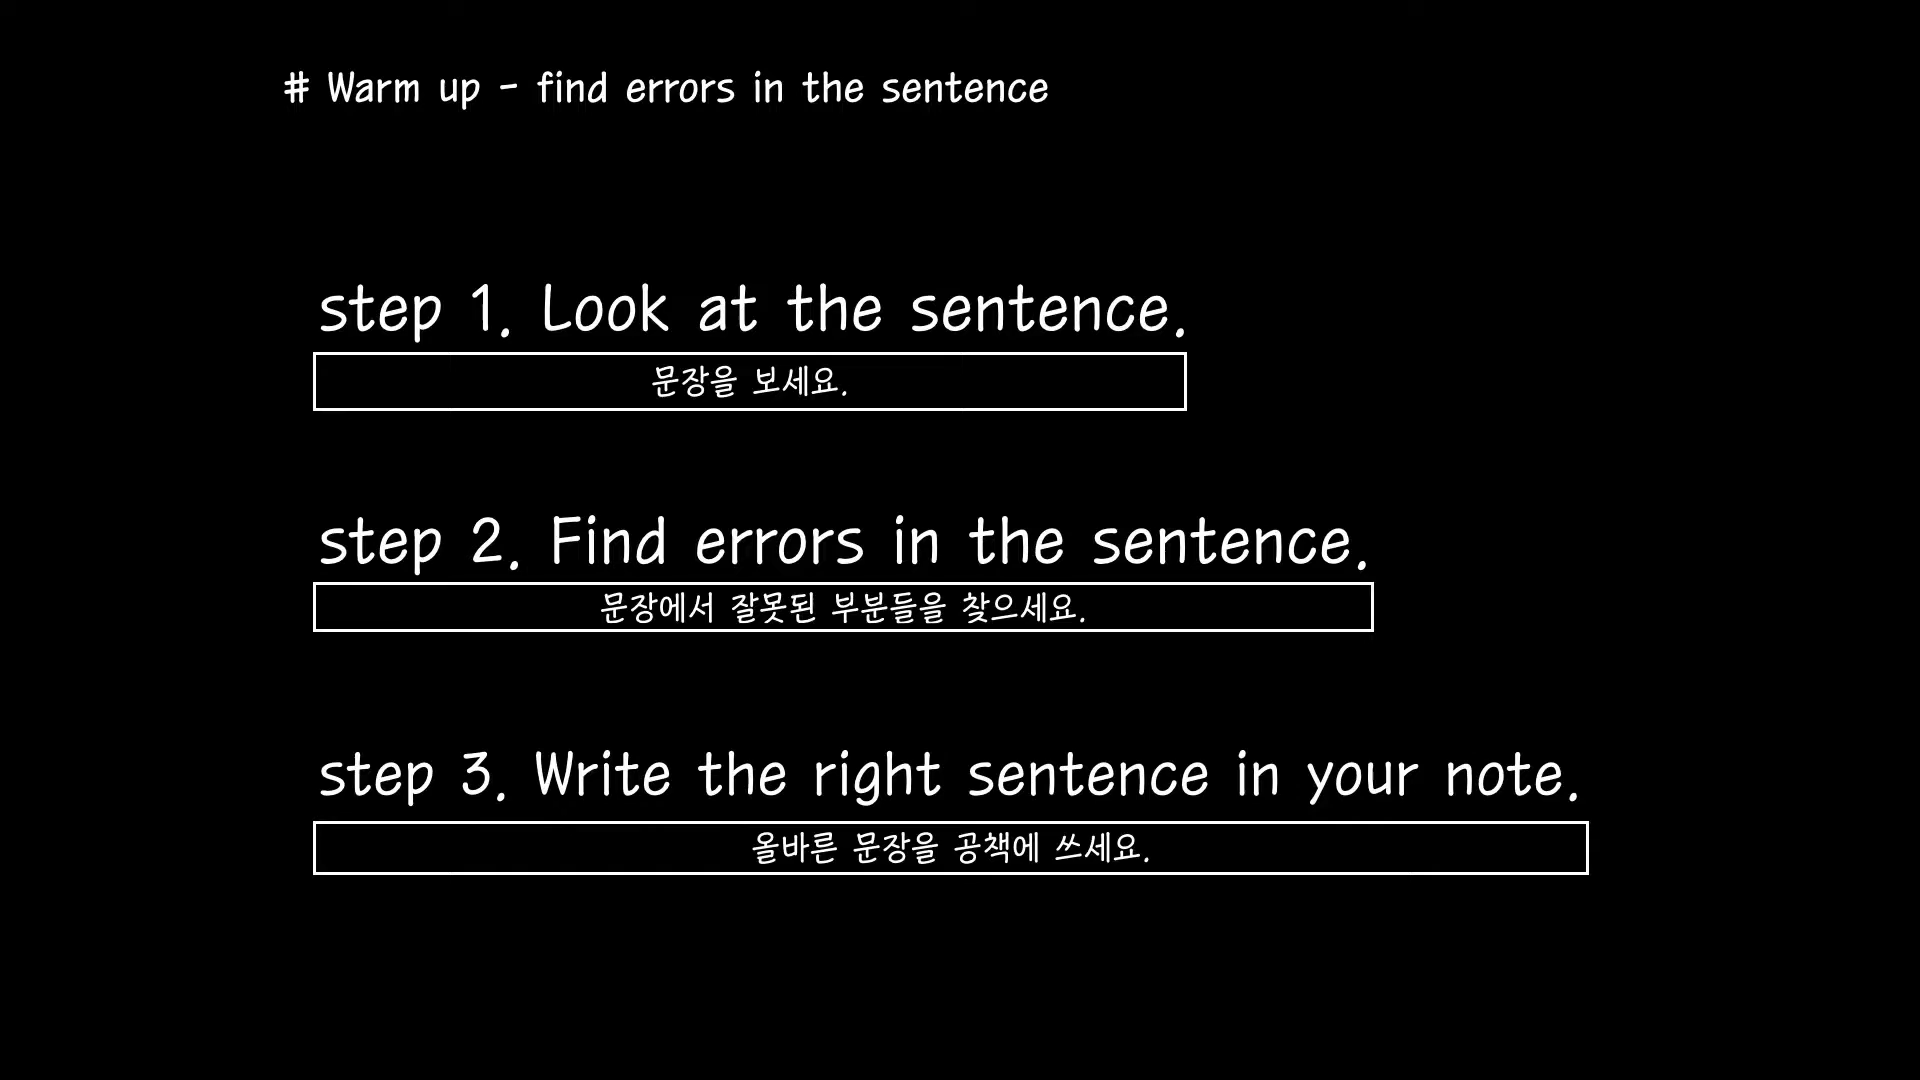 # Warm up - find errors in the sentence
step 1. Look at the sentence.
문장을 보세요.
step 2. Find errors in the sentence.
문장에서 잘못된 부분들을 찾으세요.
step 3. Write the right sentence in your note.
올바른 문장을 공책에 쓰세요.